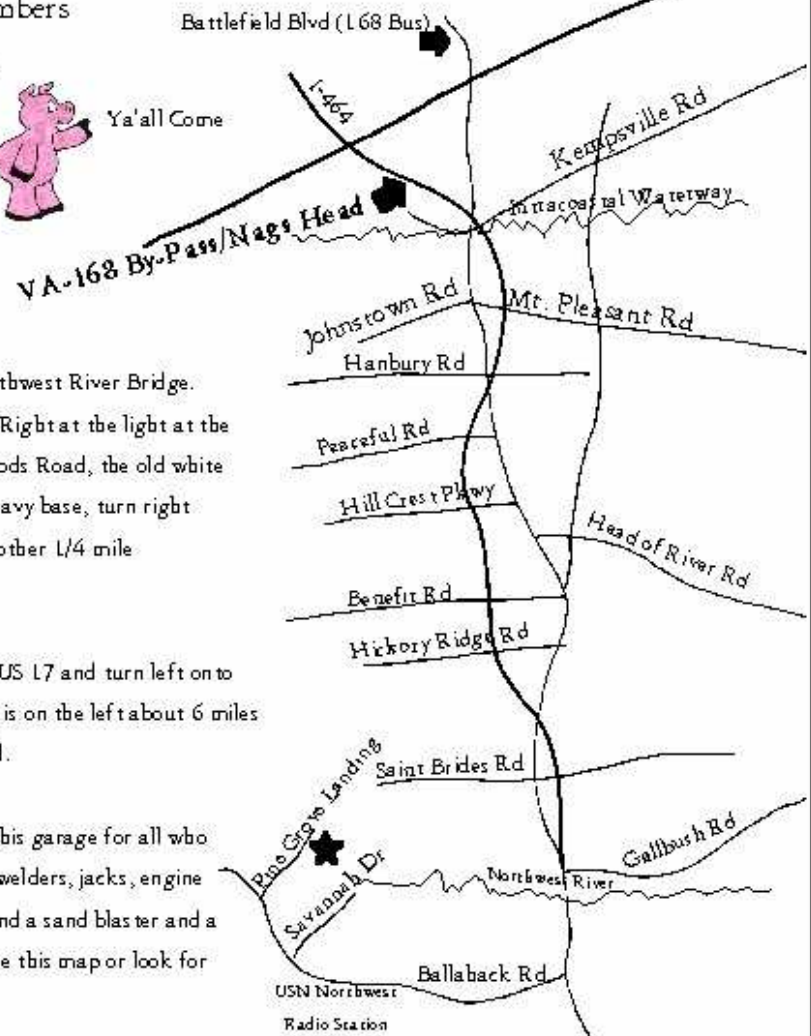 mbers
Battlefield Blvd (168 Bus)
Ya'all Come
I-464
Kempsville Rd
Intracoastal Waterway
VA-168 By-Pass/Nags Head
Johnstown Rd
Mt. Pleasant Rd
Hanbury Rd
thwest River Bridge.
Right at the light at the
Peaceful Rd
ods Road, the old white
avy base, turn right
Hill Crest Pkwy
other 1/4 mile
Head of River Rd
Benefit Rd
Hickory Ridge Rd
US 17 and turn left onto
is on the left about 6 miles
Saint Brides Rd
Pine Grove Landing
his garage for all who
Gallbush Rd
welders, jacks, engine
Savannah Dr
Northwest River
nd a sand blaster and a
e this map or look for
Ballaback Rd
USN Northwest
Radio Station